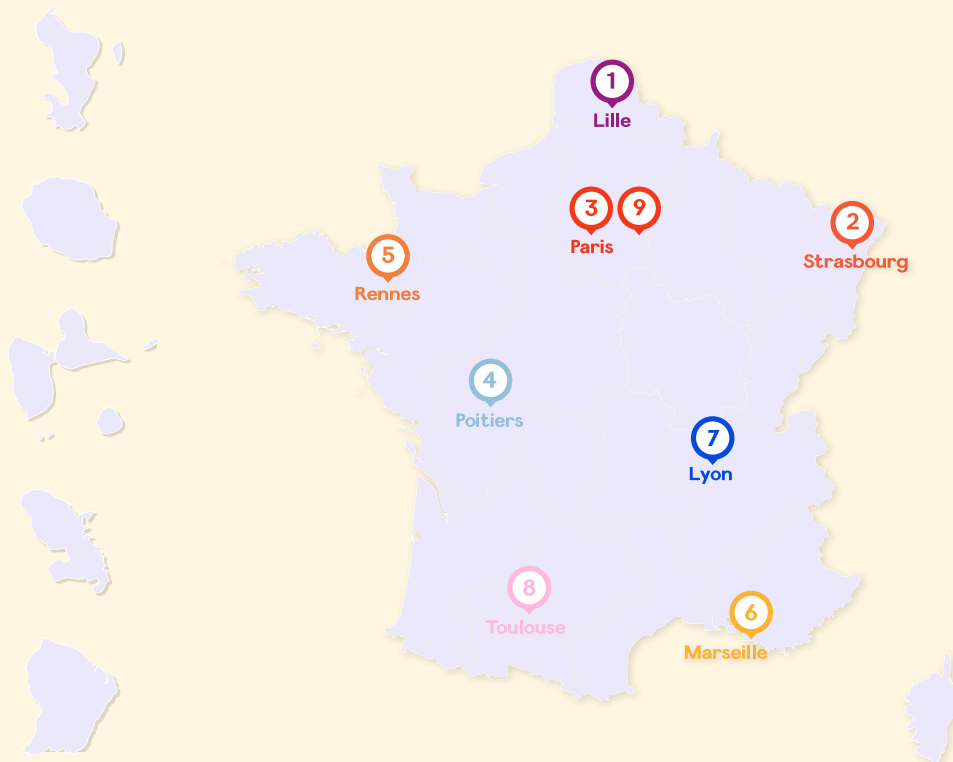 1
Lille
3 9
Paris
2
Strasbourg
5
Rennes
4
Poitiers
7
Lyon
8
Toulouse
6
Marseille